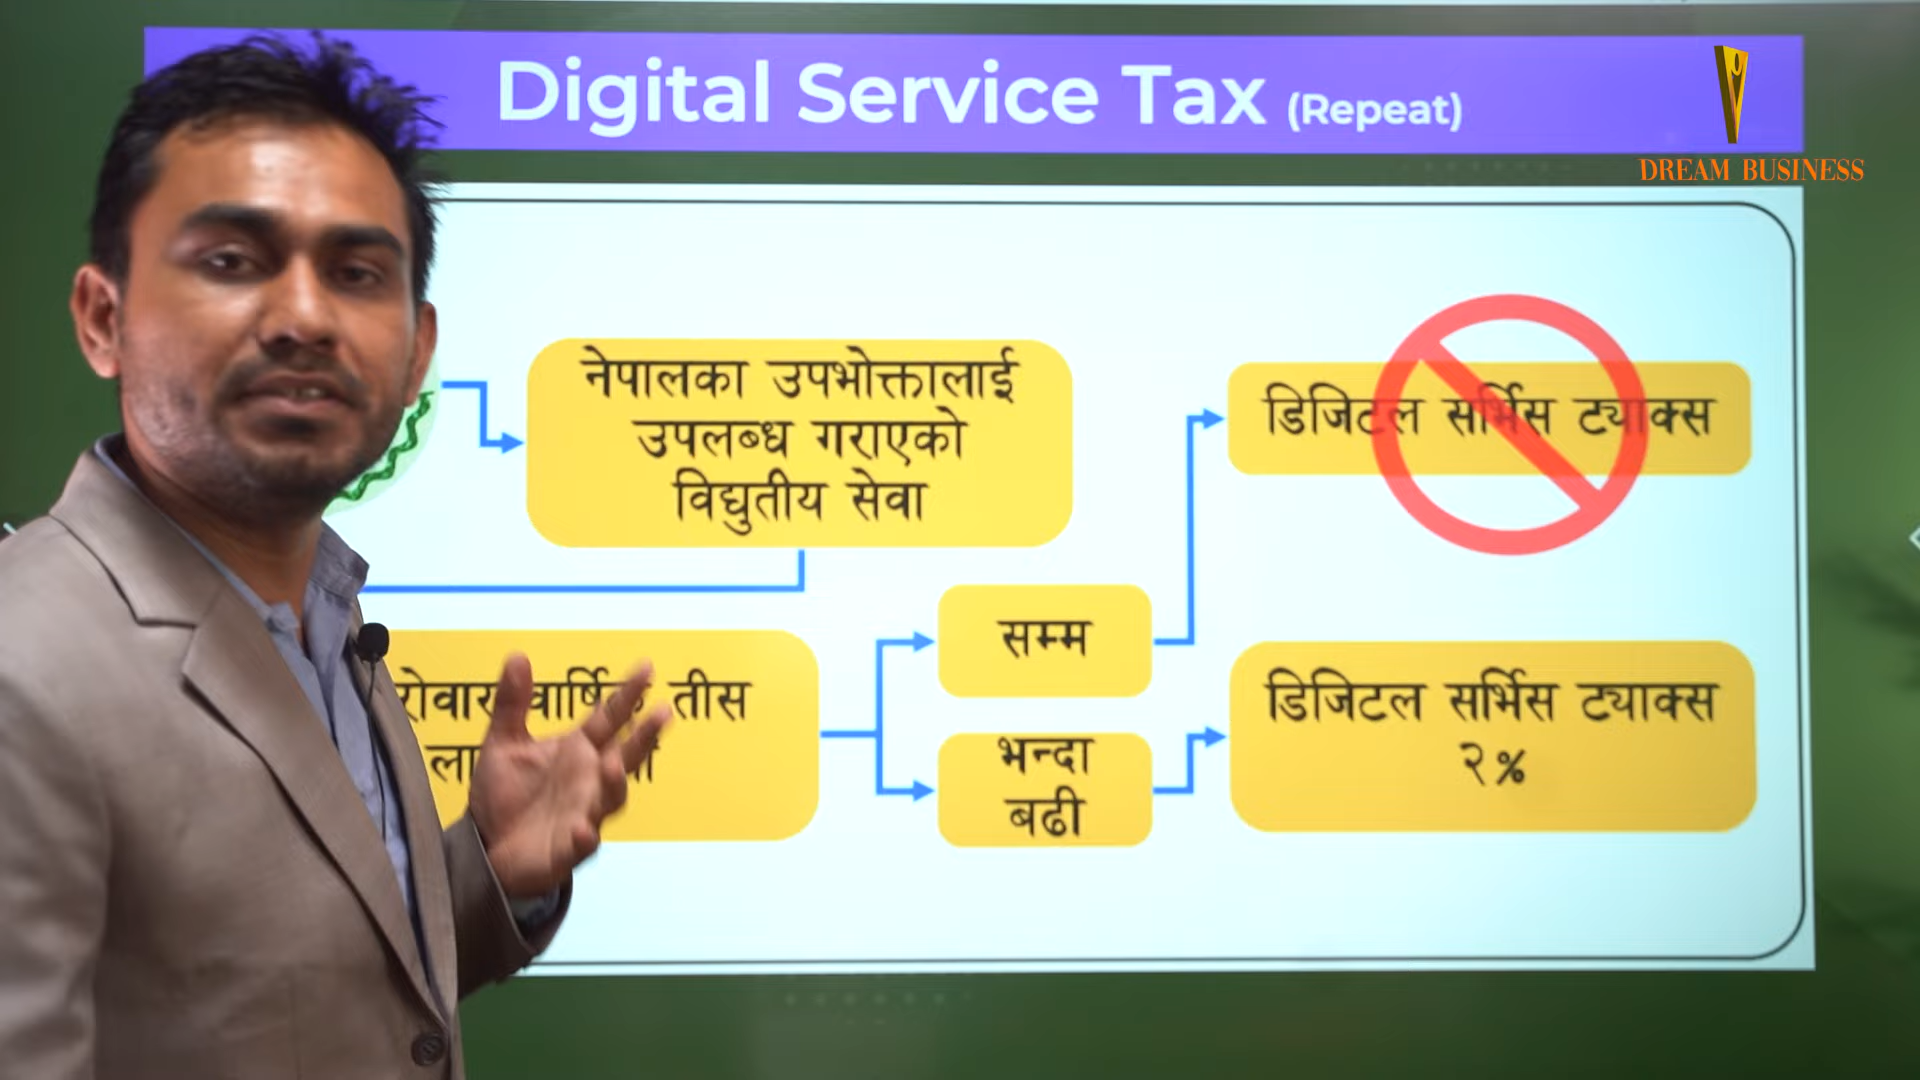 Digital Service Tax (Repeat)
DREAM BUSINESS
नेपालका उपभोक्तालाई
उपलब्ध गराएको
विद्युतीय सेवा
डिजिटल सर्भिस ट्याक्स
सम्म
तीस
भन्दा
बढी
डिजिटल सर्भिस ट्याक्स
२%